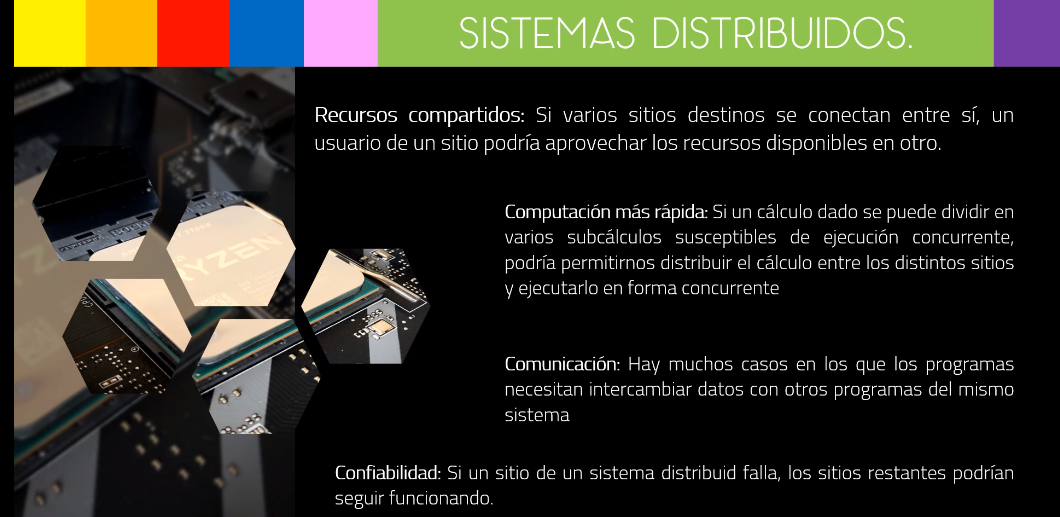 SISTEMAS DISTRIBUIDOS.
Recursos compartidos: Si varios sitios destinos se conectan entre sí, un
usuario de un sitio podría aprovechar los recursos disponibles en otro.
Computación más rápida: Si un cálculo dado se puede dividir en
varios subcálculos susceptibles de ejecución concurrente,
podría permitirnos distribuir el cálculo entre los distintos sitios
y ejecutarlo en forma concurrente
Comunicación: Hay muchos casos en los que los programas
necesitan intercambiar datos con otros programas del mismo
sistema
Confiabilidad: Si un sitio de un sistema distribuid falla, los sitios restantes podrían
seguir funcionando.
RYZEN